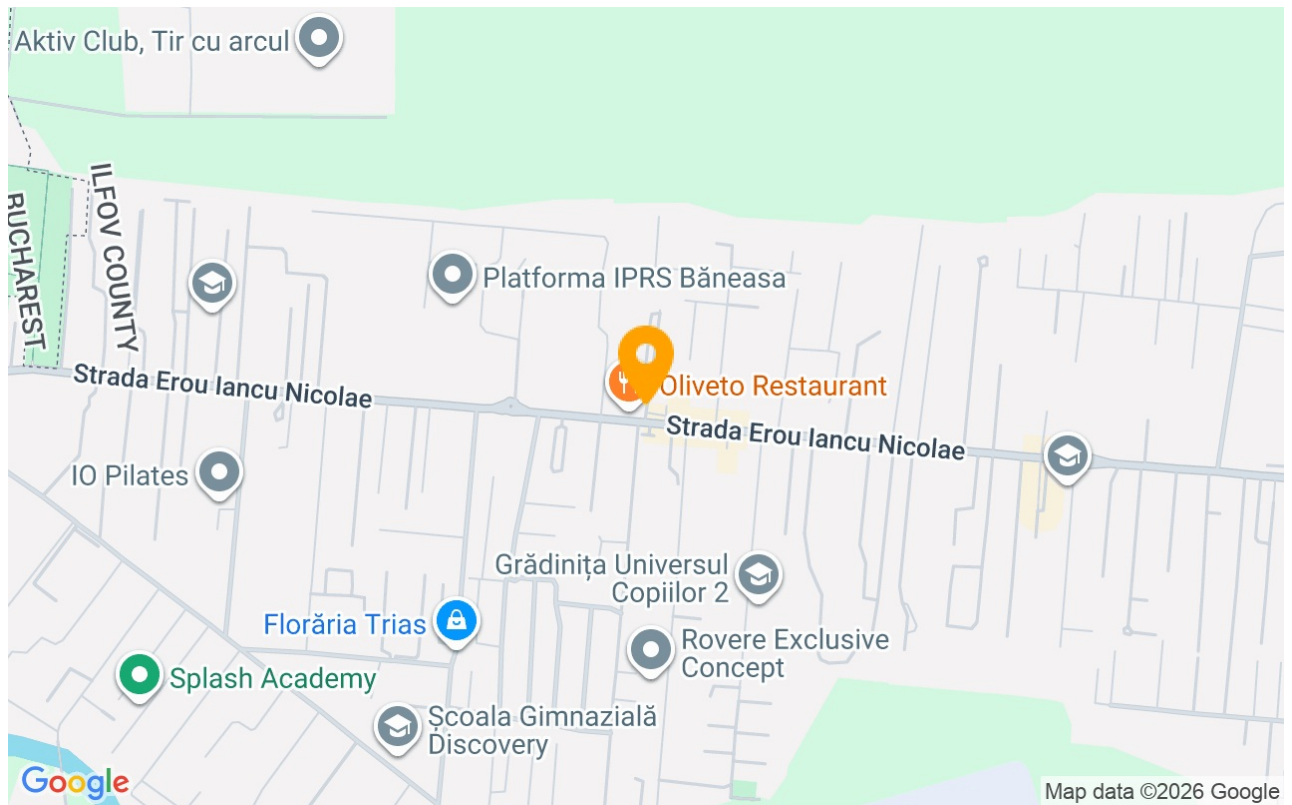 Aktiv Club, Tir cu arcul
ILFOV COUNTY
BUCHAREST
Platforma IPRS Băneasa
Strada Erou Iancu Nicolae
Oliveto Restaurant
Strada Erou Iancu Nicolae
IO Pilates
Grădinița Universul
Copiilor 2
Florăria Trias
Rovere Exclusive
Concept
Splash Academy
Școala Gimnazială
Discovery
Google
Map data ©2026 Google